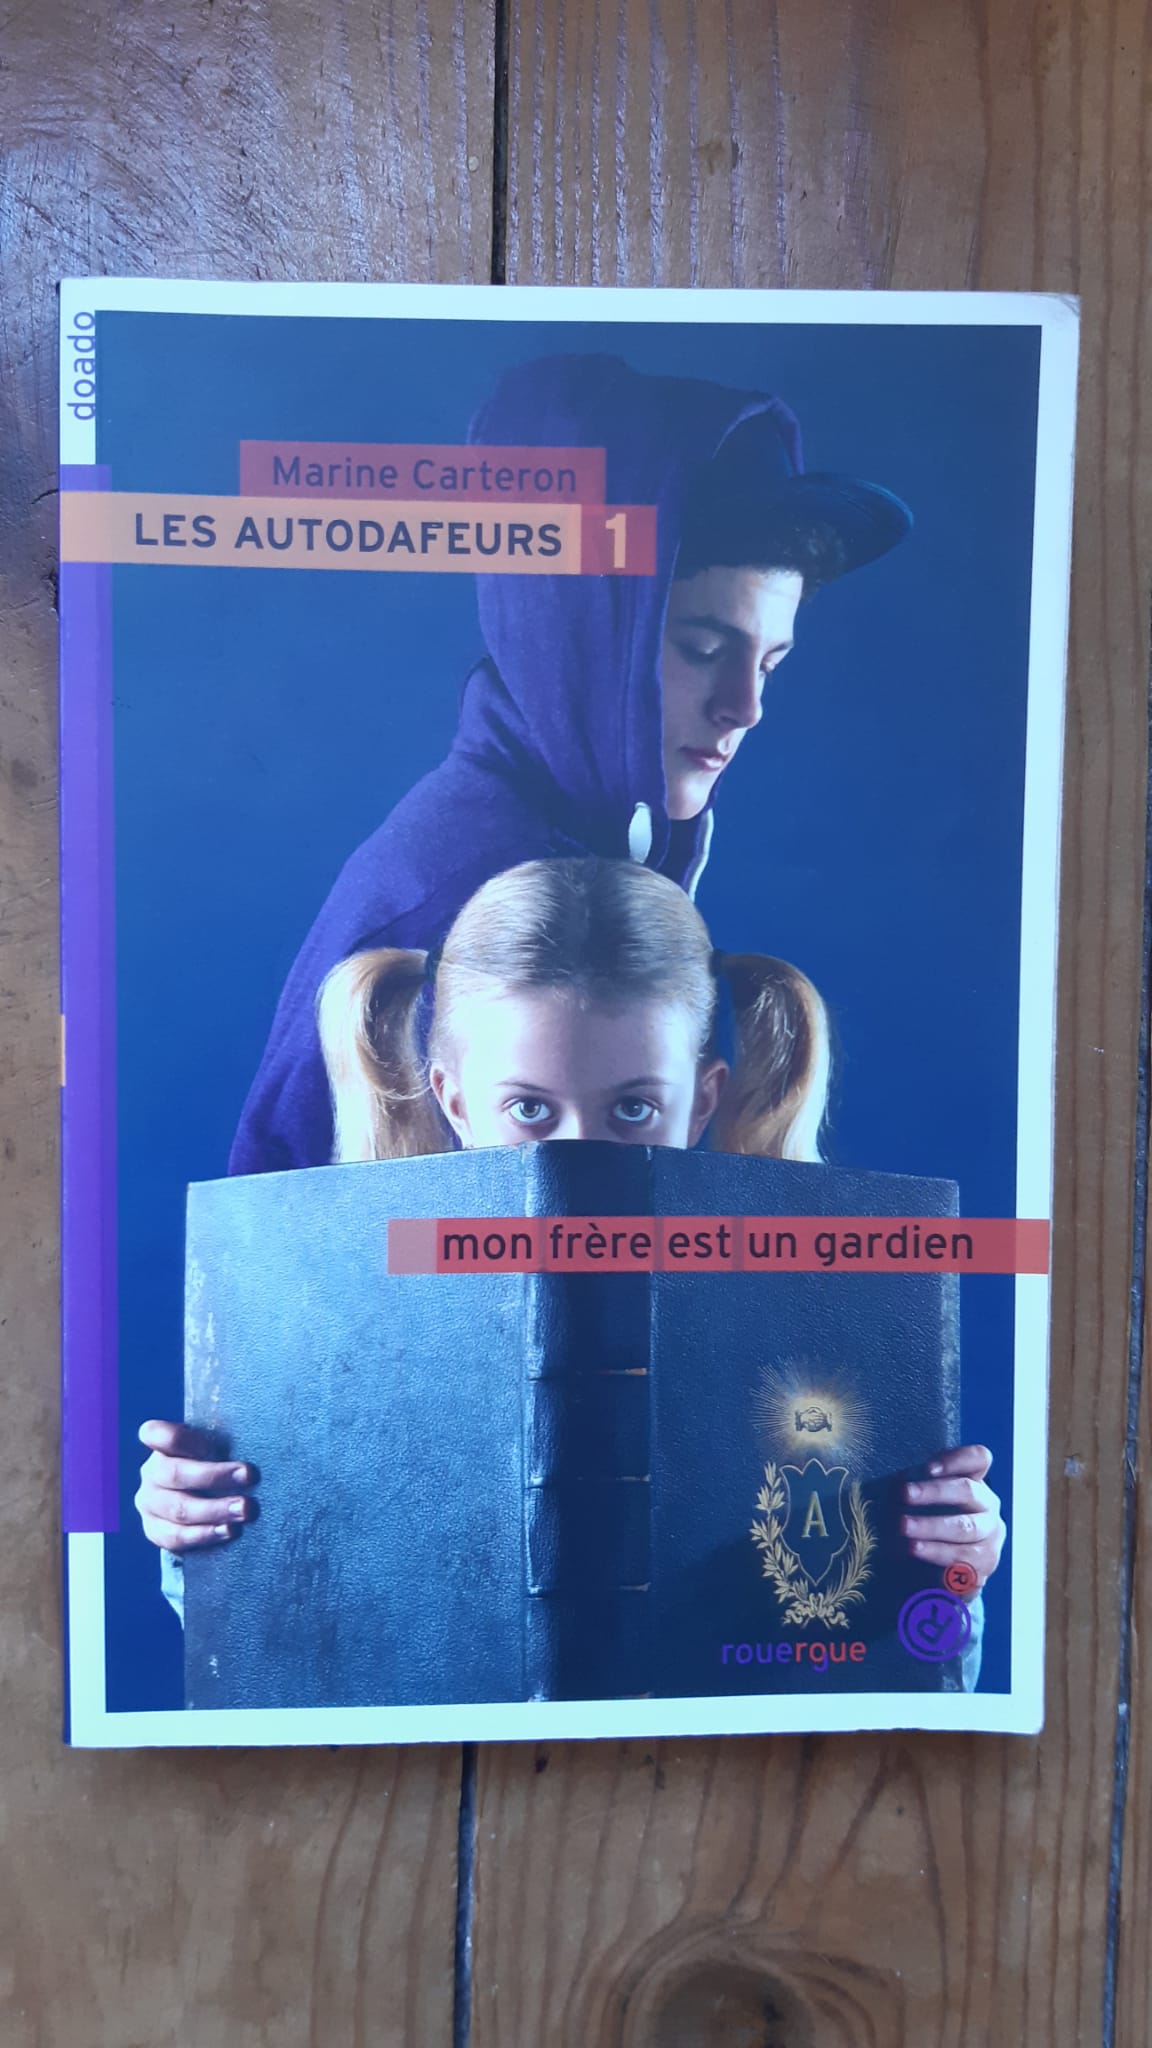 doado
Marine Carteron
LES AUTODAFEURS 1
mon frère est un gardien
A
rouergue
R
R